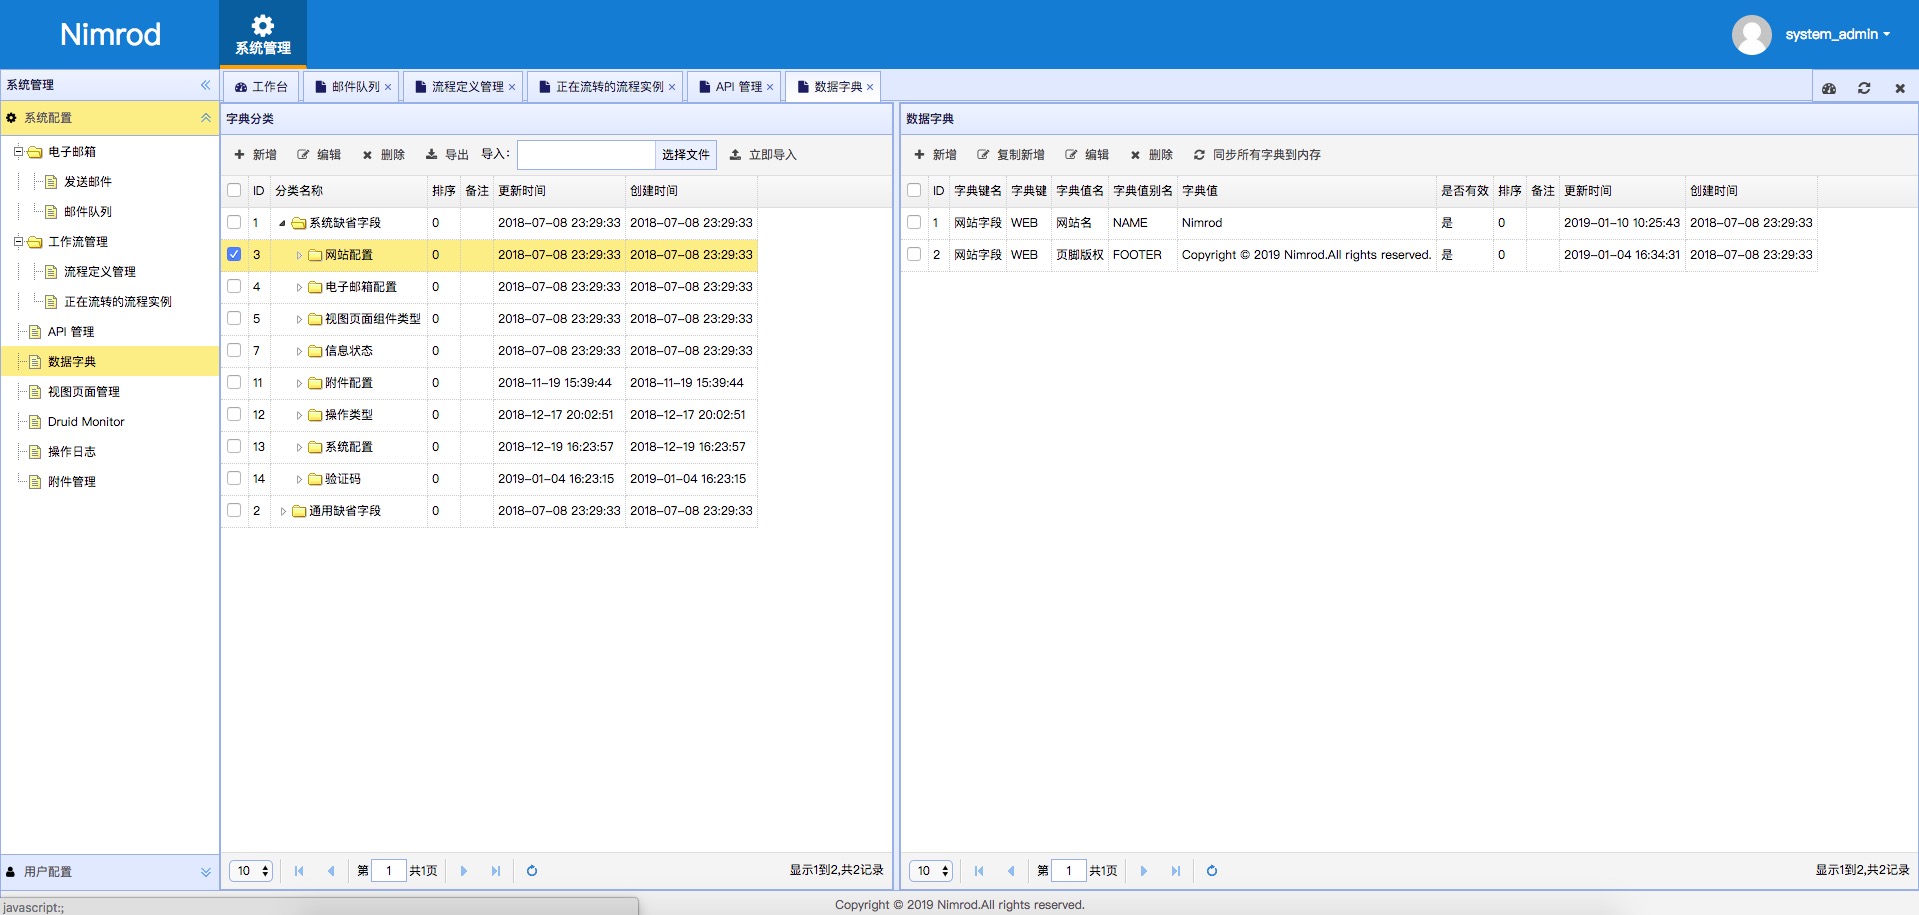 Nimrod
系统管理
system_admin
系统管理
工作台 邮件队列 × 流程定义管理 × 正在流转的流程实例 × API 管理 × 数据字典 ×
系统配置
电子邮箱
发送邮件
邮件队列
工作流管理
流程定义管理
正在流转的流程实例
API 管理
数据字典
视图页面管理
Druid Monitor
操作日志
附件管理
用户配置
字典分类
新增 编辑 删除 导出 导入: 选择文件 立即导入
ID 分类名称 排序 备注 更新时间 创建时间
1 系统缺省字段 0 2018-07-08 23:29:33 2018-07-08 23:29:33
3 网站配置 0 2018-07-08 23:29:33 2018-07-08 23:29:33
4 电子邮箱配置 0 2018-07-08 23:29:33 2018-07-08 23:29:33
5 视图页面组件类型 0 2018-07-08 23:29:33 2018-07-08 23:29:33
7 信息状态 0 2018-07-08 23:29:33 2018-07-08 23:29:33
11 附件配置 0 2018-11-19 15:39:44 2018-11-19 15:39:44
12 操作类型 0 2018-12-17 20:02:51 2018-12-17 20:02:51
13 系统配置 0 2018-12-19 16:23:57 2018-12-19 16:23:57
14 验证码 0 2019-01-04 16:23:15 2019-01-04 16:23:15
2 通用缺省字段 0 2018-07-08 23:29:33 2018-07-08 23:29:33
10 第 1 共1页 显示1到2,共2记录
数据字典
新增 复制新增 编辑 删除 同步所有字典到内存
ID 字典键名 字典键 字典值名 字典值别名 字典值 是否有效 排序 备注 更新时间 创建时间
1 网站字段 WEB 网站名 NAME Nimrod 是 0 2019-01-10 10:25:43 2018-07-08 23:29:33
2 网站字段 WEB 页脚版权 FOOTER Copyright © 2019 Nimrod.All rights reserved. 是 0 2019-01-04 16:34:31 2018-07-08 23:29:33
10 第 1 共1页 显示1到2,共2记录
javascript:;
Copyright © 2019 Nimrod.All rights reserved.